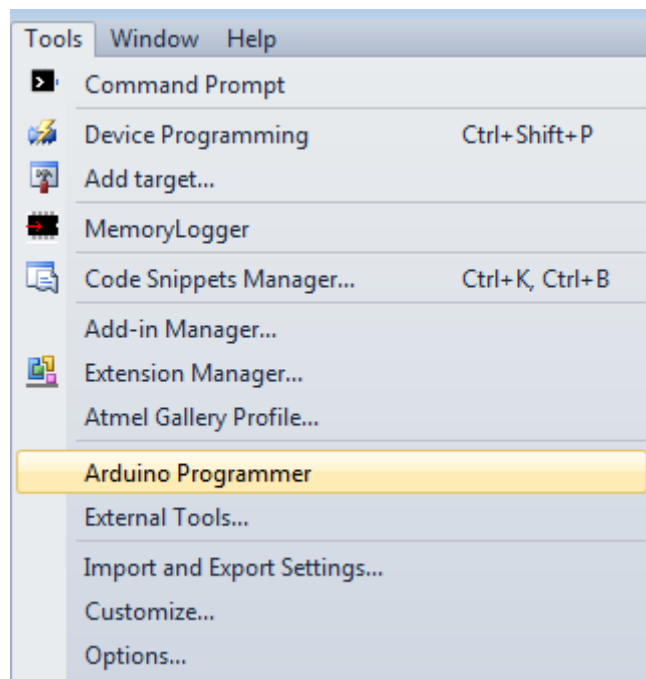 Tools Window Help
Command Prompt
Device Programming Ctrl+Shift+P
Add target...
MemoryLogger
Code Snippets Manager... Ctrl+K, Ctrl+B
Add-in Manager...
Extension Manager...
Atmel Gallery Profile...
Arduino Programmer
External Tools...
Import and Export Settings...
Customize...
Options...